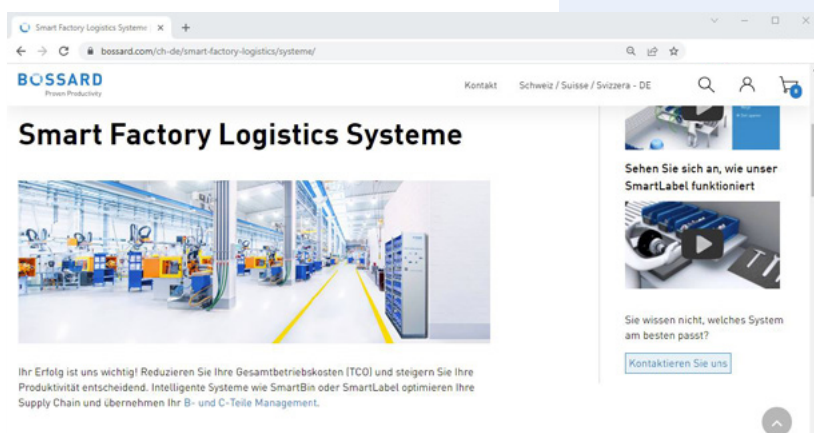 Smart Factory Logistics Systeme
bossard.com/ch-de/smart-factory-logistics/systeme/
BOSSARD
Proven Productivity
Kontakt
Schweiz / Suisse / Svizzera - DE
0
Smart Factory Logistics Systeme
Ihr Erfolg ist uns wichtig! Reduzieren Sie Ihre Gesamtbetriebskosten (TCO) und steigern Sie Ihre
Produktivität entscheidend. Intelligente Systeme wie SmartBin oder SmartLabel optimieren Ihre
Supply Chain und übernehmen Ihr B- und C-Teile Management.
Sehen Sie sich an, wie unser
SmartLabel funktioniert
Sie wissen nicht, welches System
am besten passt?
Kontaktieren Sie uns